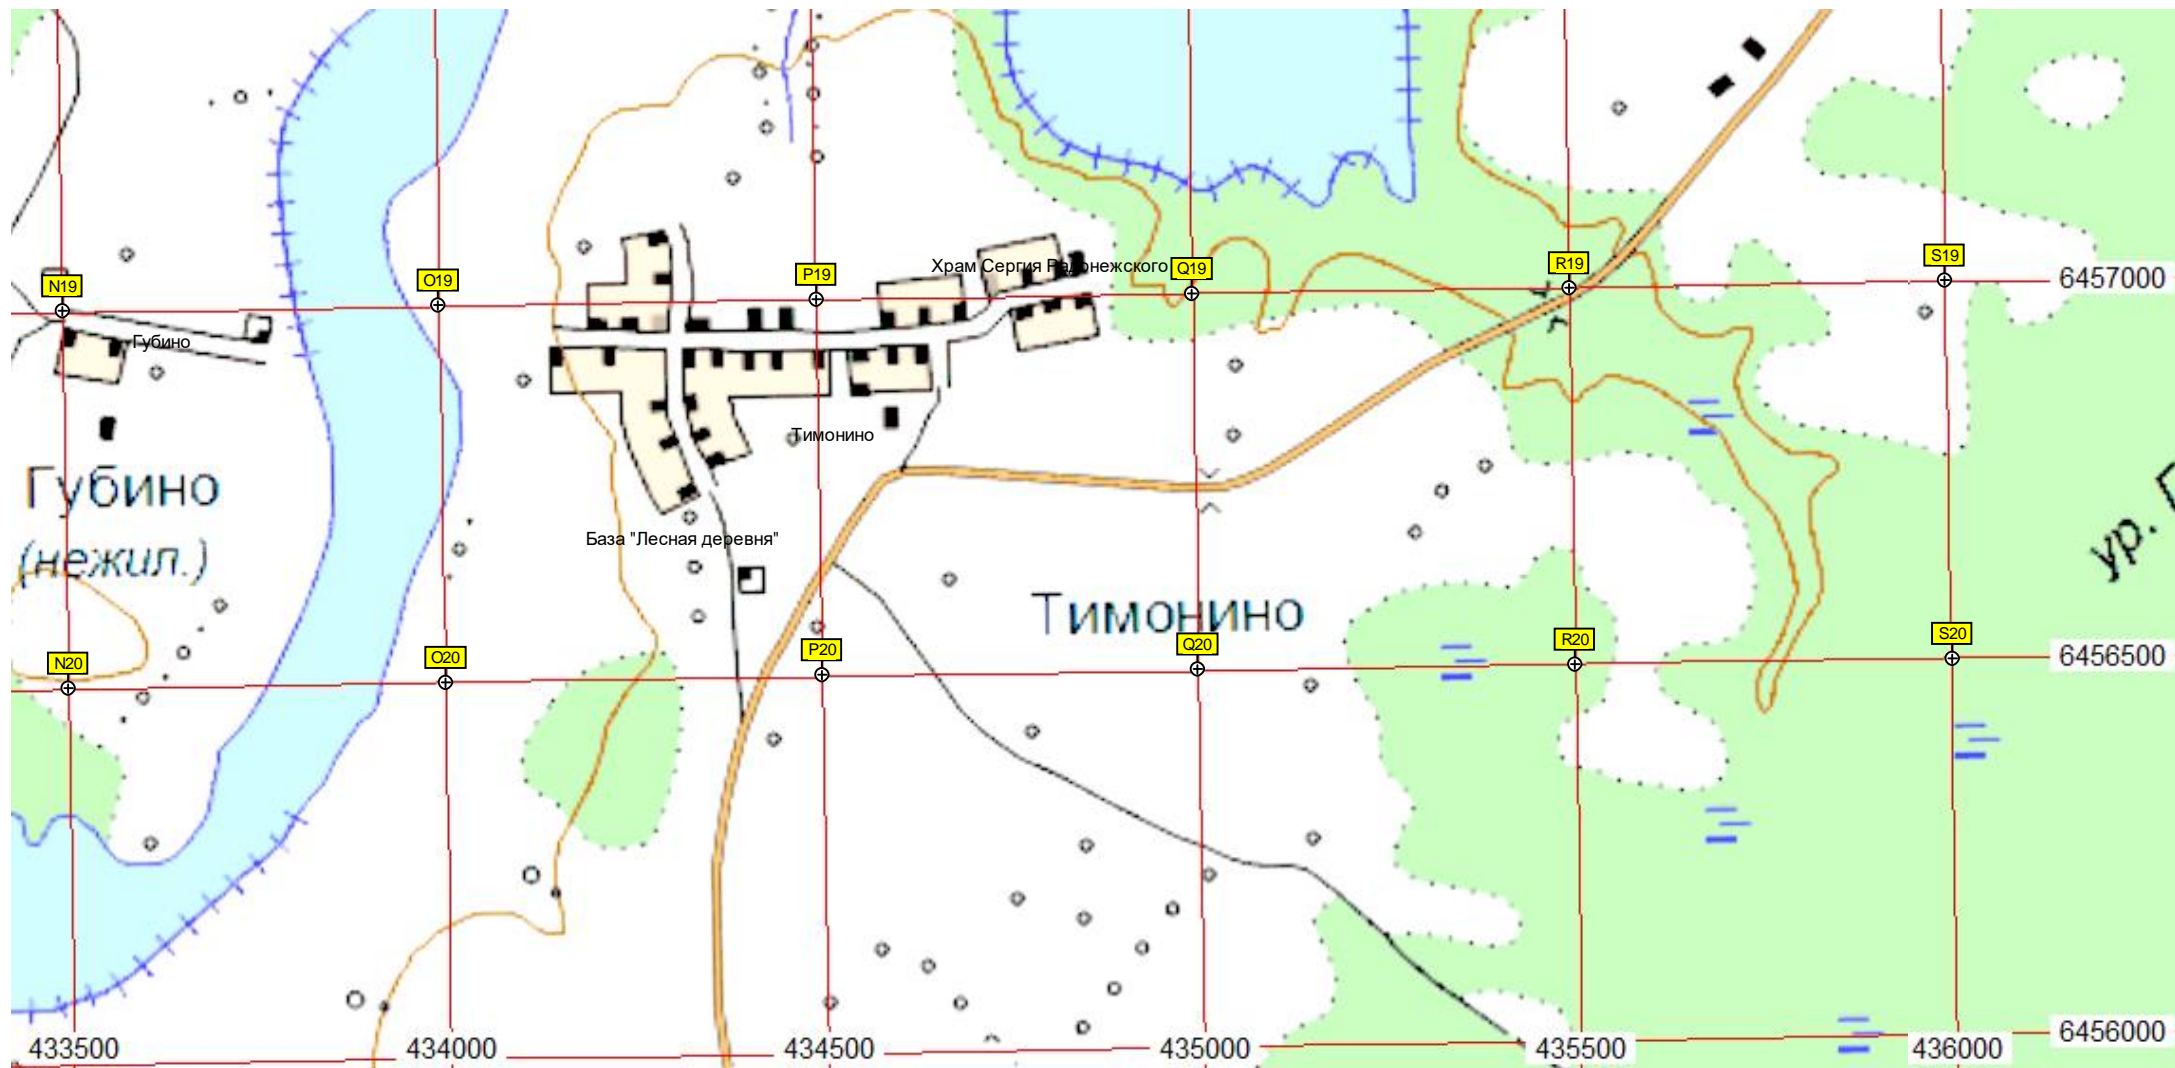 S19
Храм Сергия Радонежского
Q19
R19
6457000
N19
O19
P19
Губино
Тимонино
Губино
(нежил.)
База "Лесная деревня"
ур. Г
Тимонино
N20
O20
P20
Q20
R20
S20
6456500
6456000
433500
434000
434500
435000
435500
436000